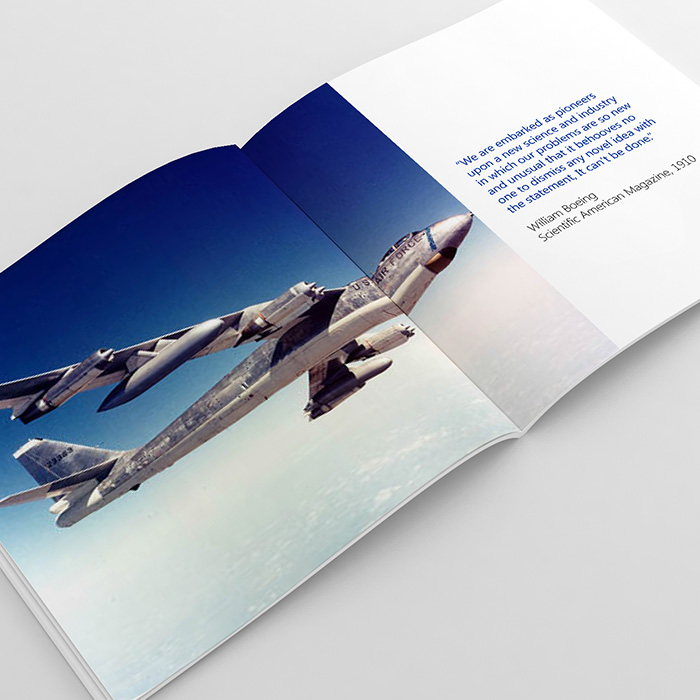 "We are embarked as pioneers
upon a new science and industry
in which our problems are so new
and unusual that it behooves no
one to dismiss any novel idea with
the statement, It can't be done."
William Boeing
Scientific American Magazine, 1910
U.S. AIR FORCE